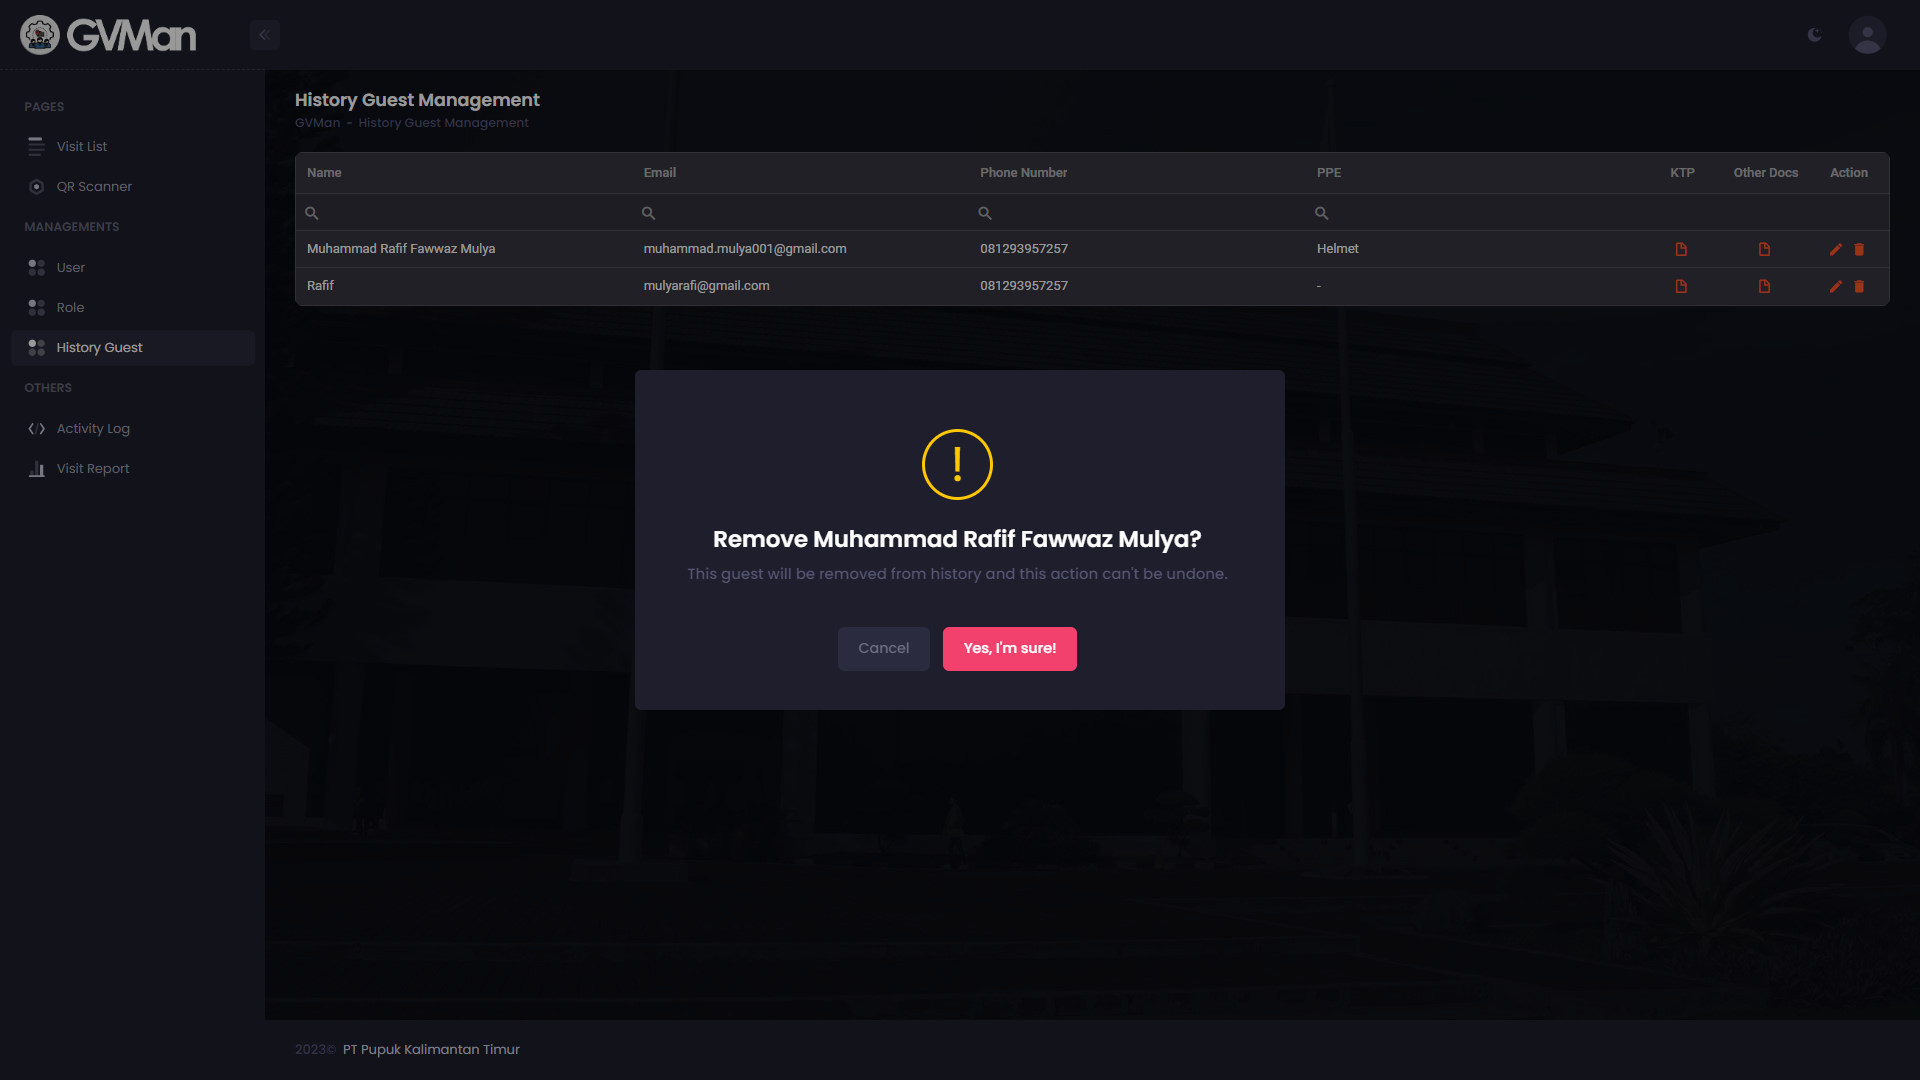 GVMan
PAGES
Visit List
QR Scanner
MANAGEMENTS
User
Role
History Guest
OTHERS
Activity Log
Visit Report
History Guest Management
GVMan - History Guest Management
Name Email Phone Number PPE KTP Other Docs Action
Muhammad Rafif Fawwaz Mulya muhammad.mulya001@gmail.com 081293957257 Helmet
Rafif mulyarafi@gmail.com 081293957257 -
Remove Muhammad Rafif Fawwaz Mulya?
This guest will be removed from history and this action can't be undone.
Cancel Yes, I'm sure!
2023© PT Pupuk Kalimantan Timur